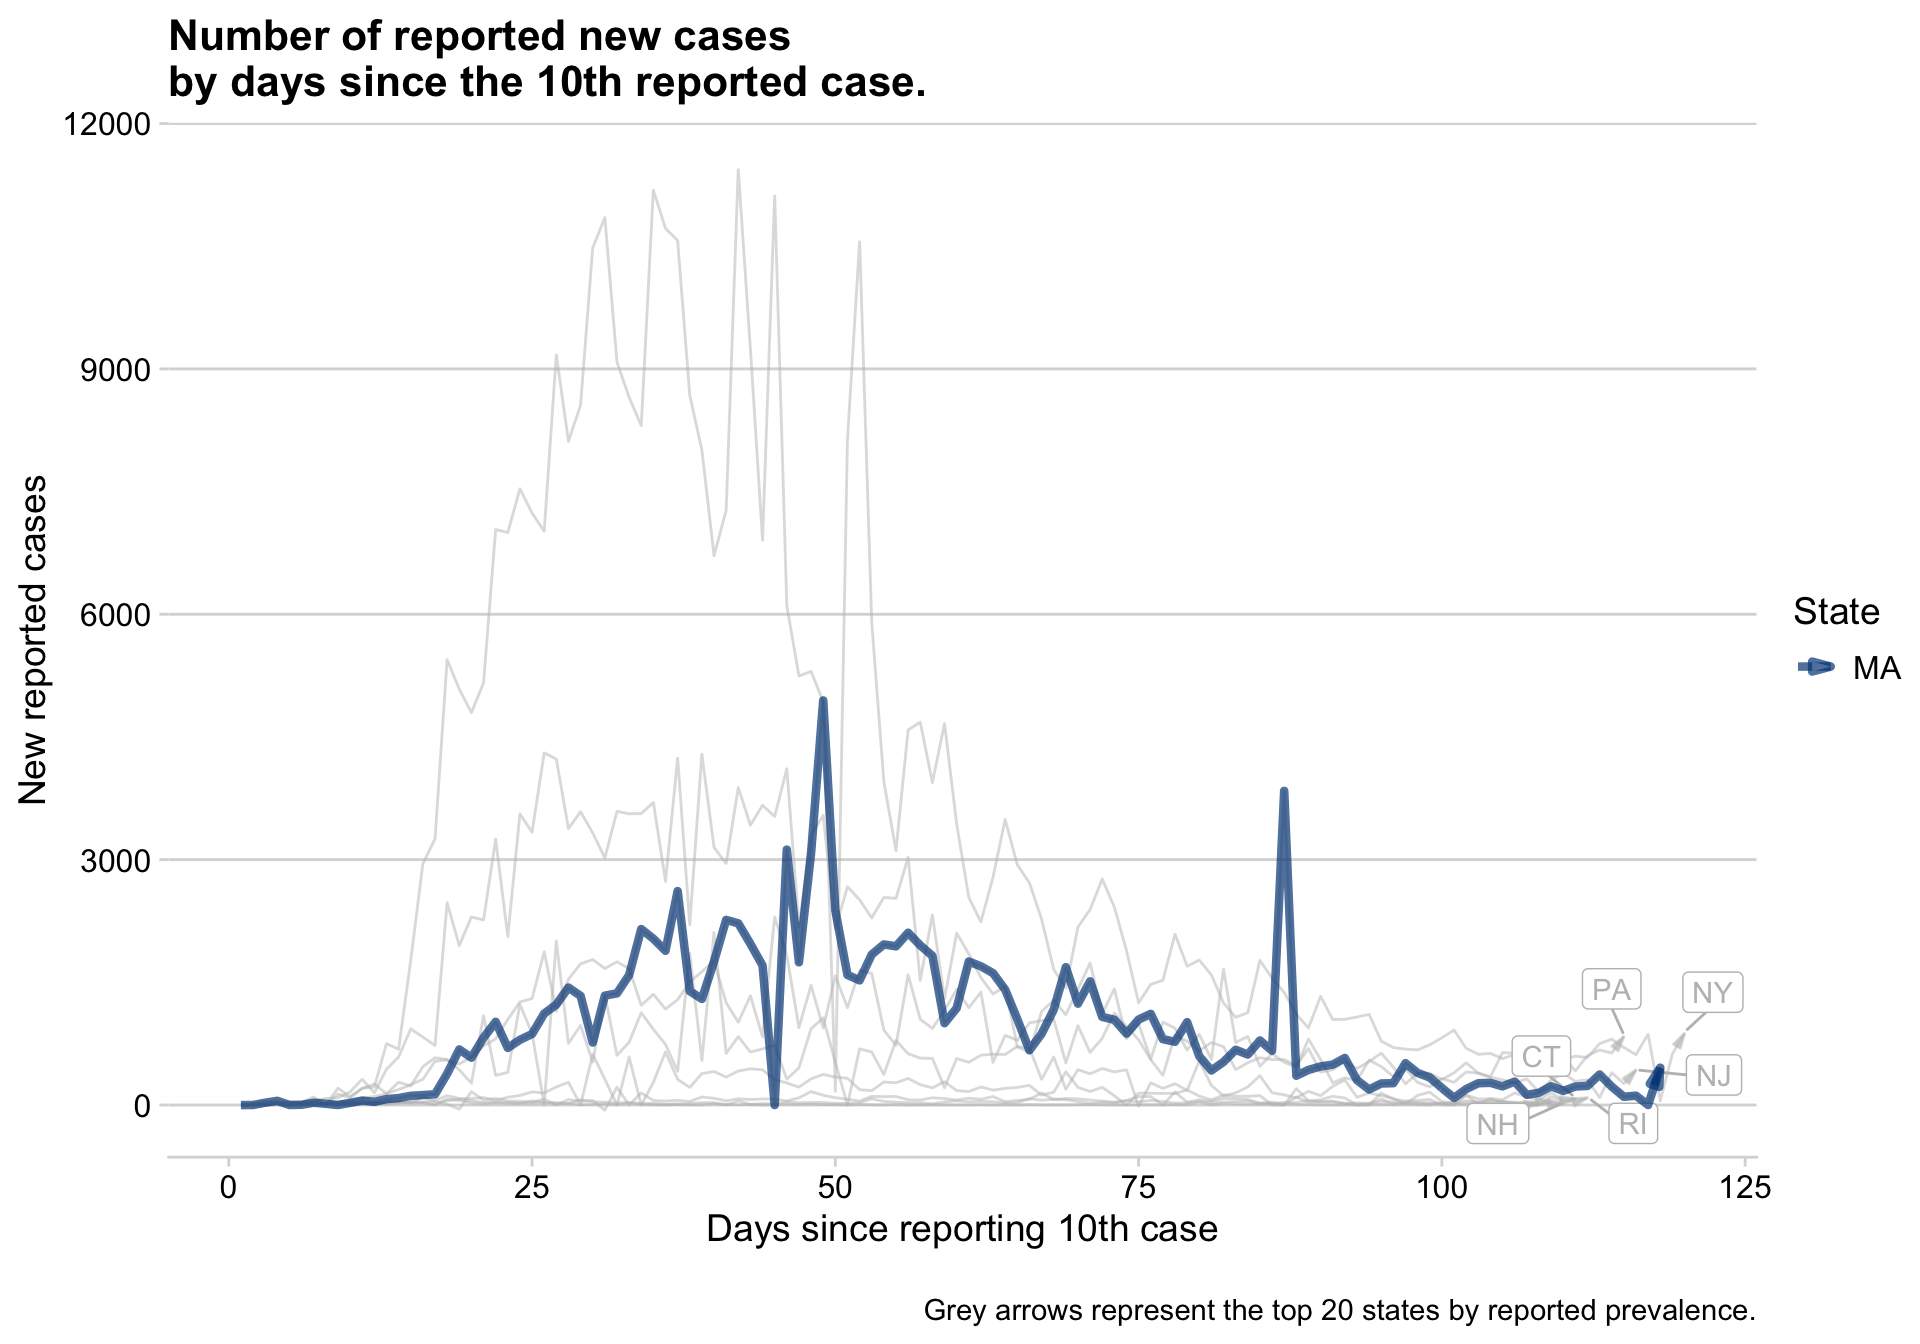 Number of reported new cases
by days since the 10th reported case.
12000
9000
6000
3000
0
New reported cases
0
25
50
75
100
125
Days since reporting 10th case
PA
NY
CT
NJ
NH
RI
State
MA
Grey arrows represent the top 20 states by reported prevalence.